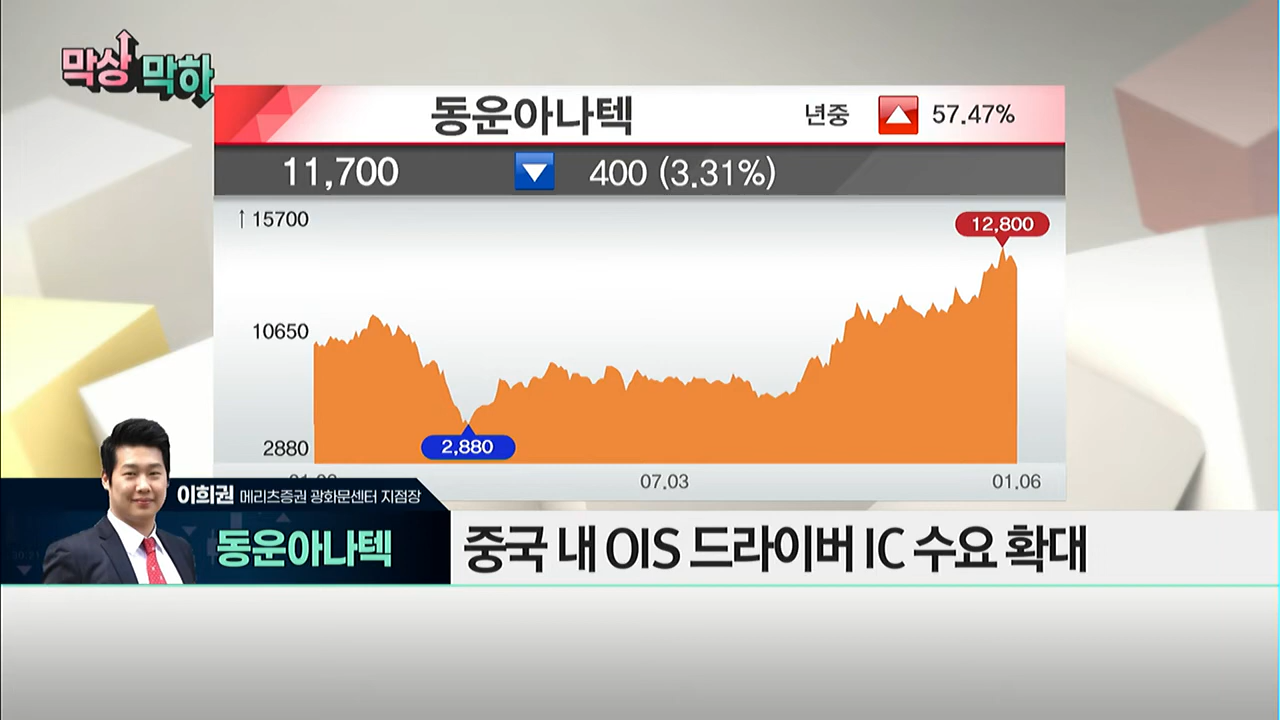 막상 막하
동운아나텍 년중 ▲ 57.47%
11,700 ▼ 400 (3.31%)
↑ 15700
12,800
10650
2880
2,880
07.03
01.06
이희권 메리츠증권 광화문센터 지점장
동운아나텍
중국 내 OIS 드라이버 IC 수요 확대